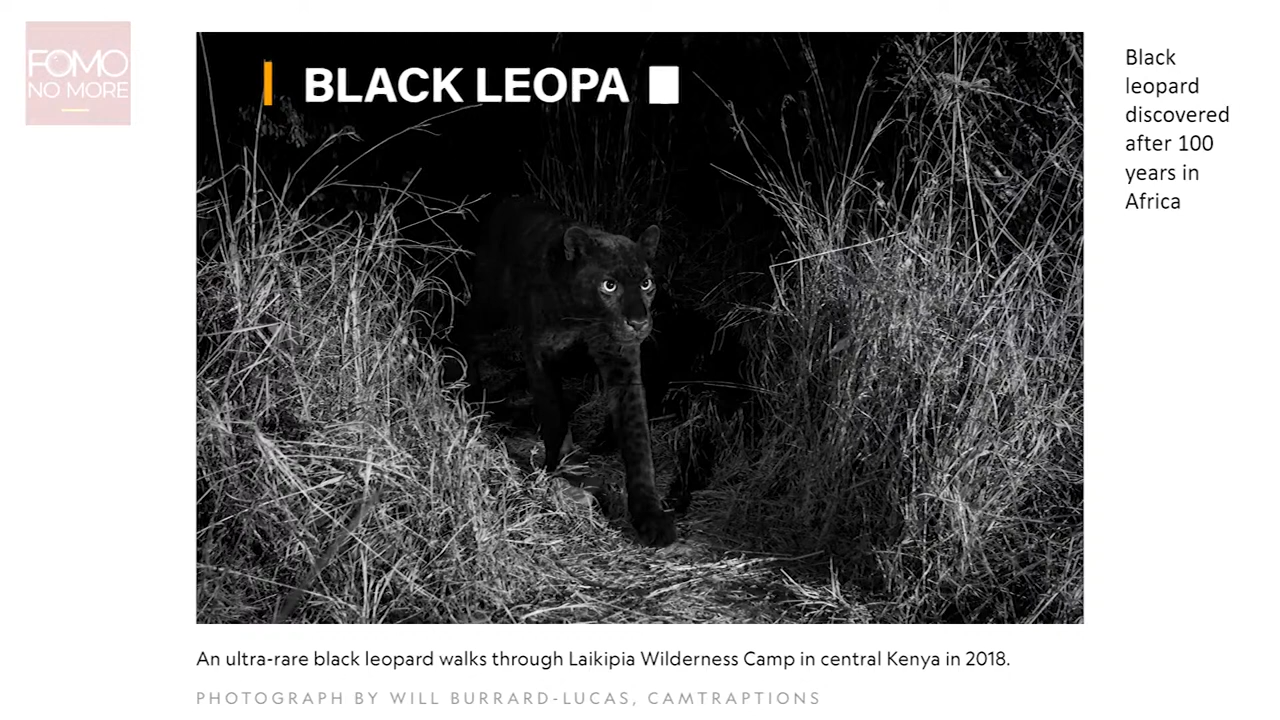 FOMO
NO MORE
BLACK LEOPA
Black
leopard
discovered
after 100
years in
Africa
An ultra-rare black leopard walks through Laikipia Wilderness Camp in central Kenya in 2018.
PHOTOGRAPH BY WILL BURRARD-LUCAS, CAMTRAPTIONS